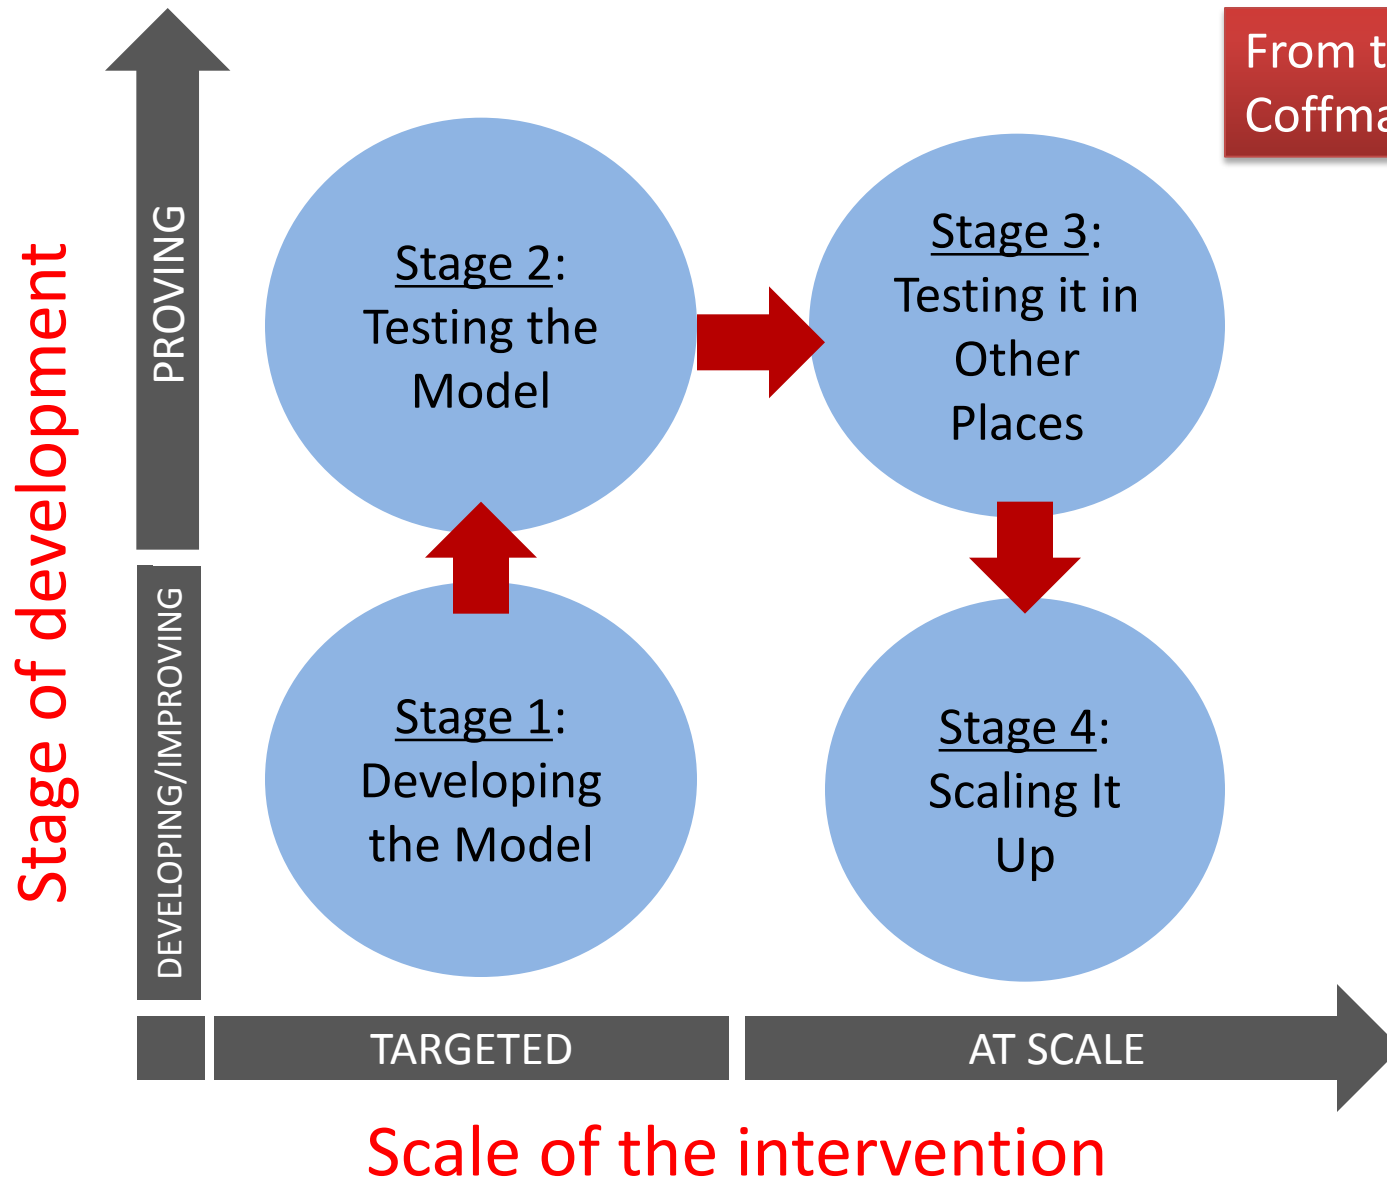 From
Coffma
Stage of development
PROVING
DEVELOPING/IMPROVING
Stage 2:
Testing the
Model
Stage 3:
Testing it in
Other
Places
Stage 1:
Developing
the Model
Stage 4:
Scaling It
Up
TARGETED
AT SCALE
Scale of the intervention